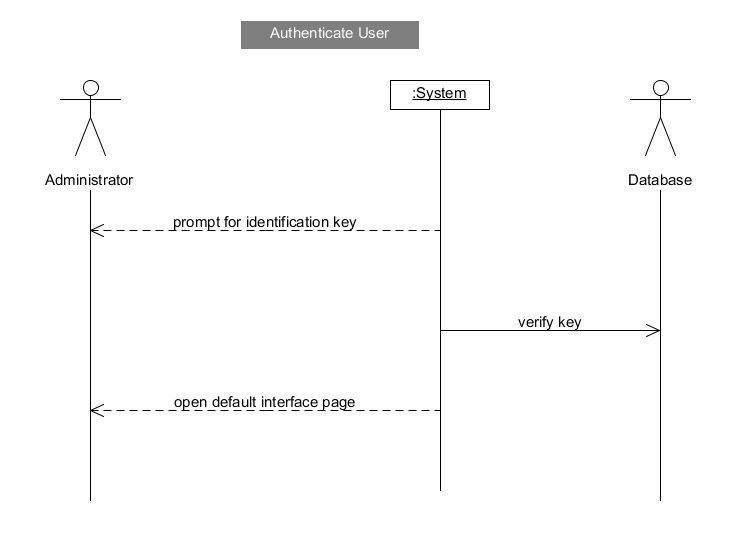 Authenticate User
:System
Administrator
Database
prompt for identification key
verify key
open default interface page